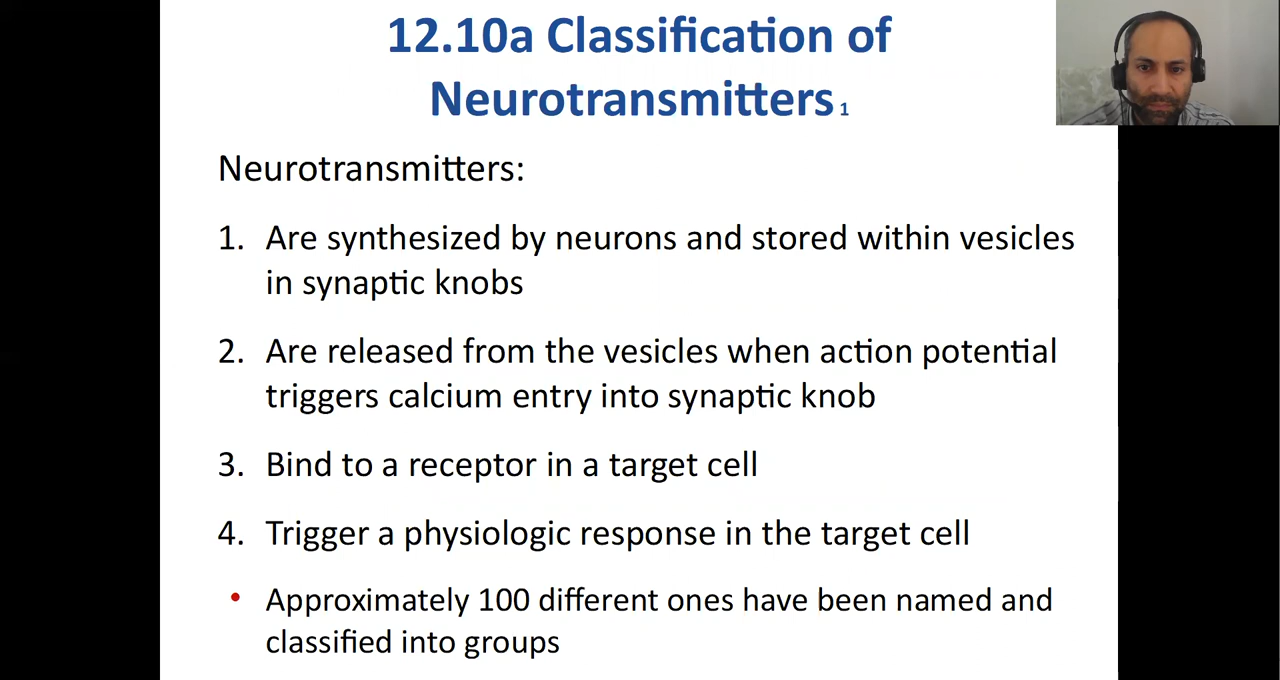 12.10a Classification of
Neurotransmitters 1
Neurotransmitters:
1. Are synthesized by neurons and stored within vesicles
in synaptic knobs
2. Are released from the vesicles when action potential
triggers calcium entry into synaptic knob
3. Bind to a receptor in a target cell
4. Trigger a physiologic response in the target cell
• Approximately 100 different ones have been named and
classified into groups